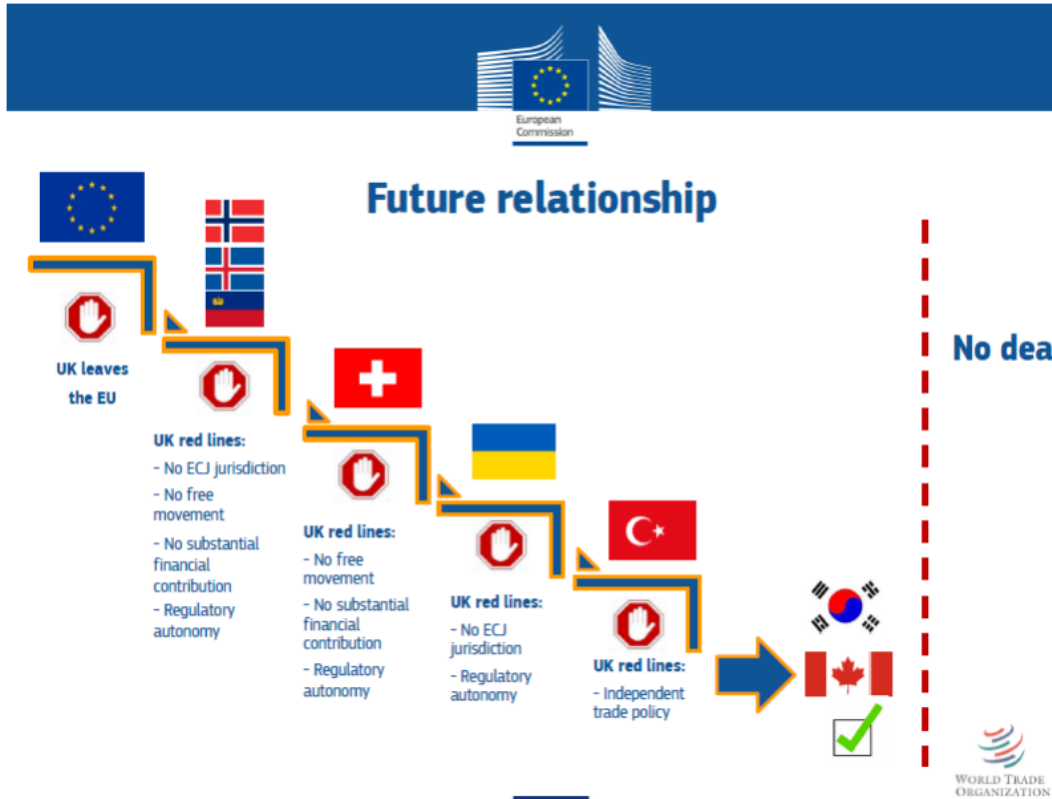 European
Commission
Future relationship
UK leaves
the EU
UK red lines:
- No ECJ jurisdiction
- No free
movement
- No substantial
financial
contribution
- Regulatory
autonomy
UK red lines:
- No free
movement
- No substantial
financial
contribution
- Regulatory
autonomy
UK red lines:
- No ECJ
jurisdiction
- Regulatory
autonomy
UK red lines:
- Independent
trade policy
No dea
WORLD TRADE
ORGANIZATION